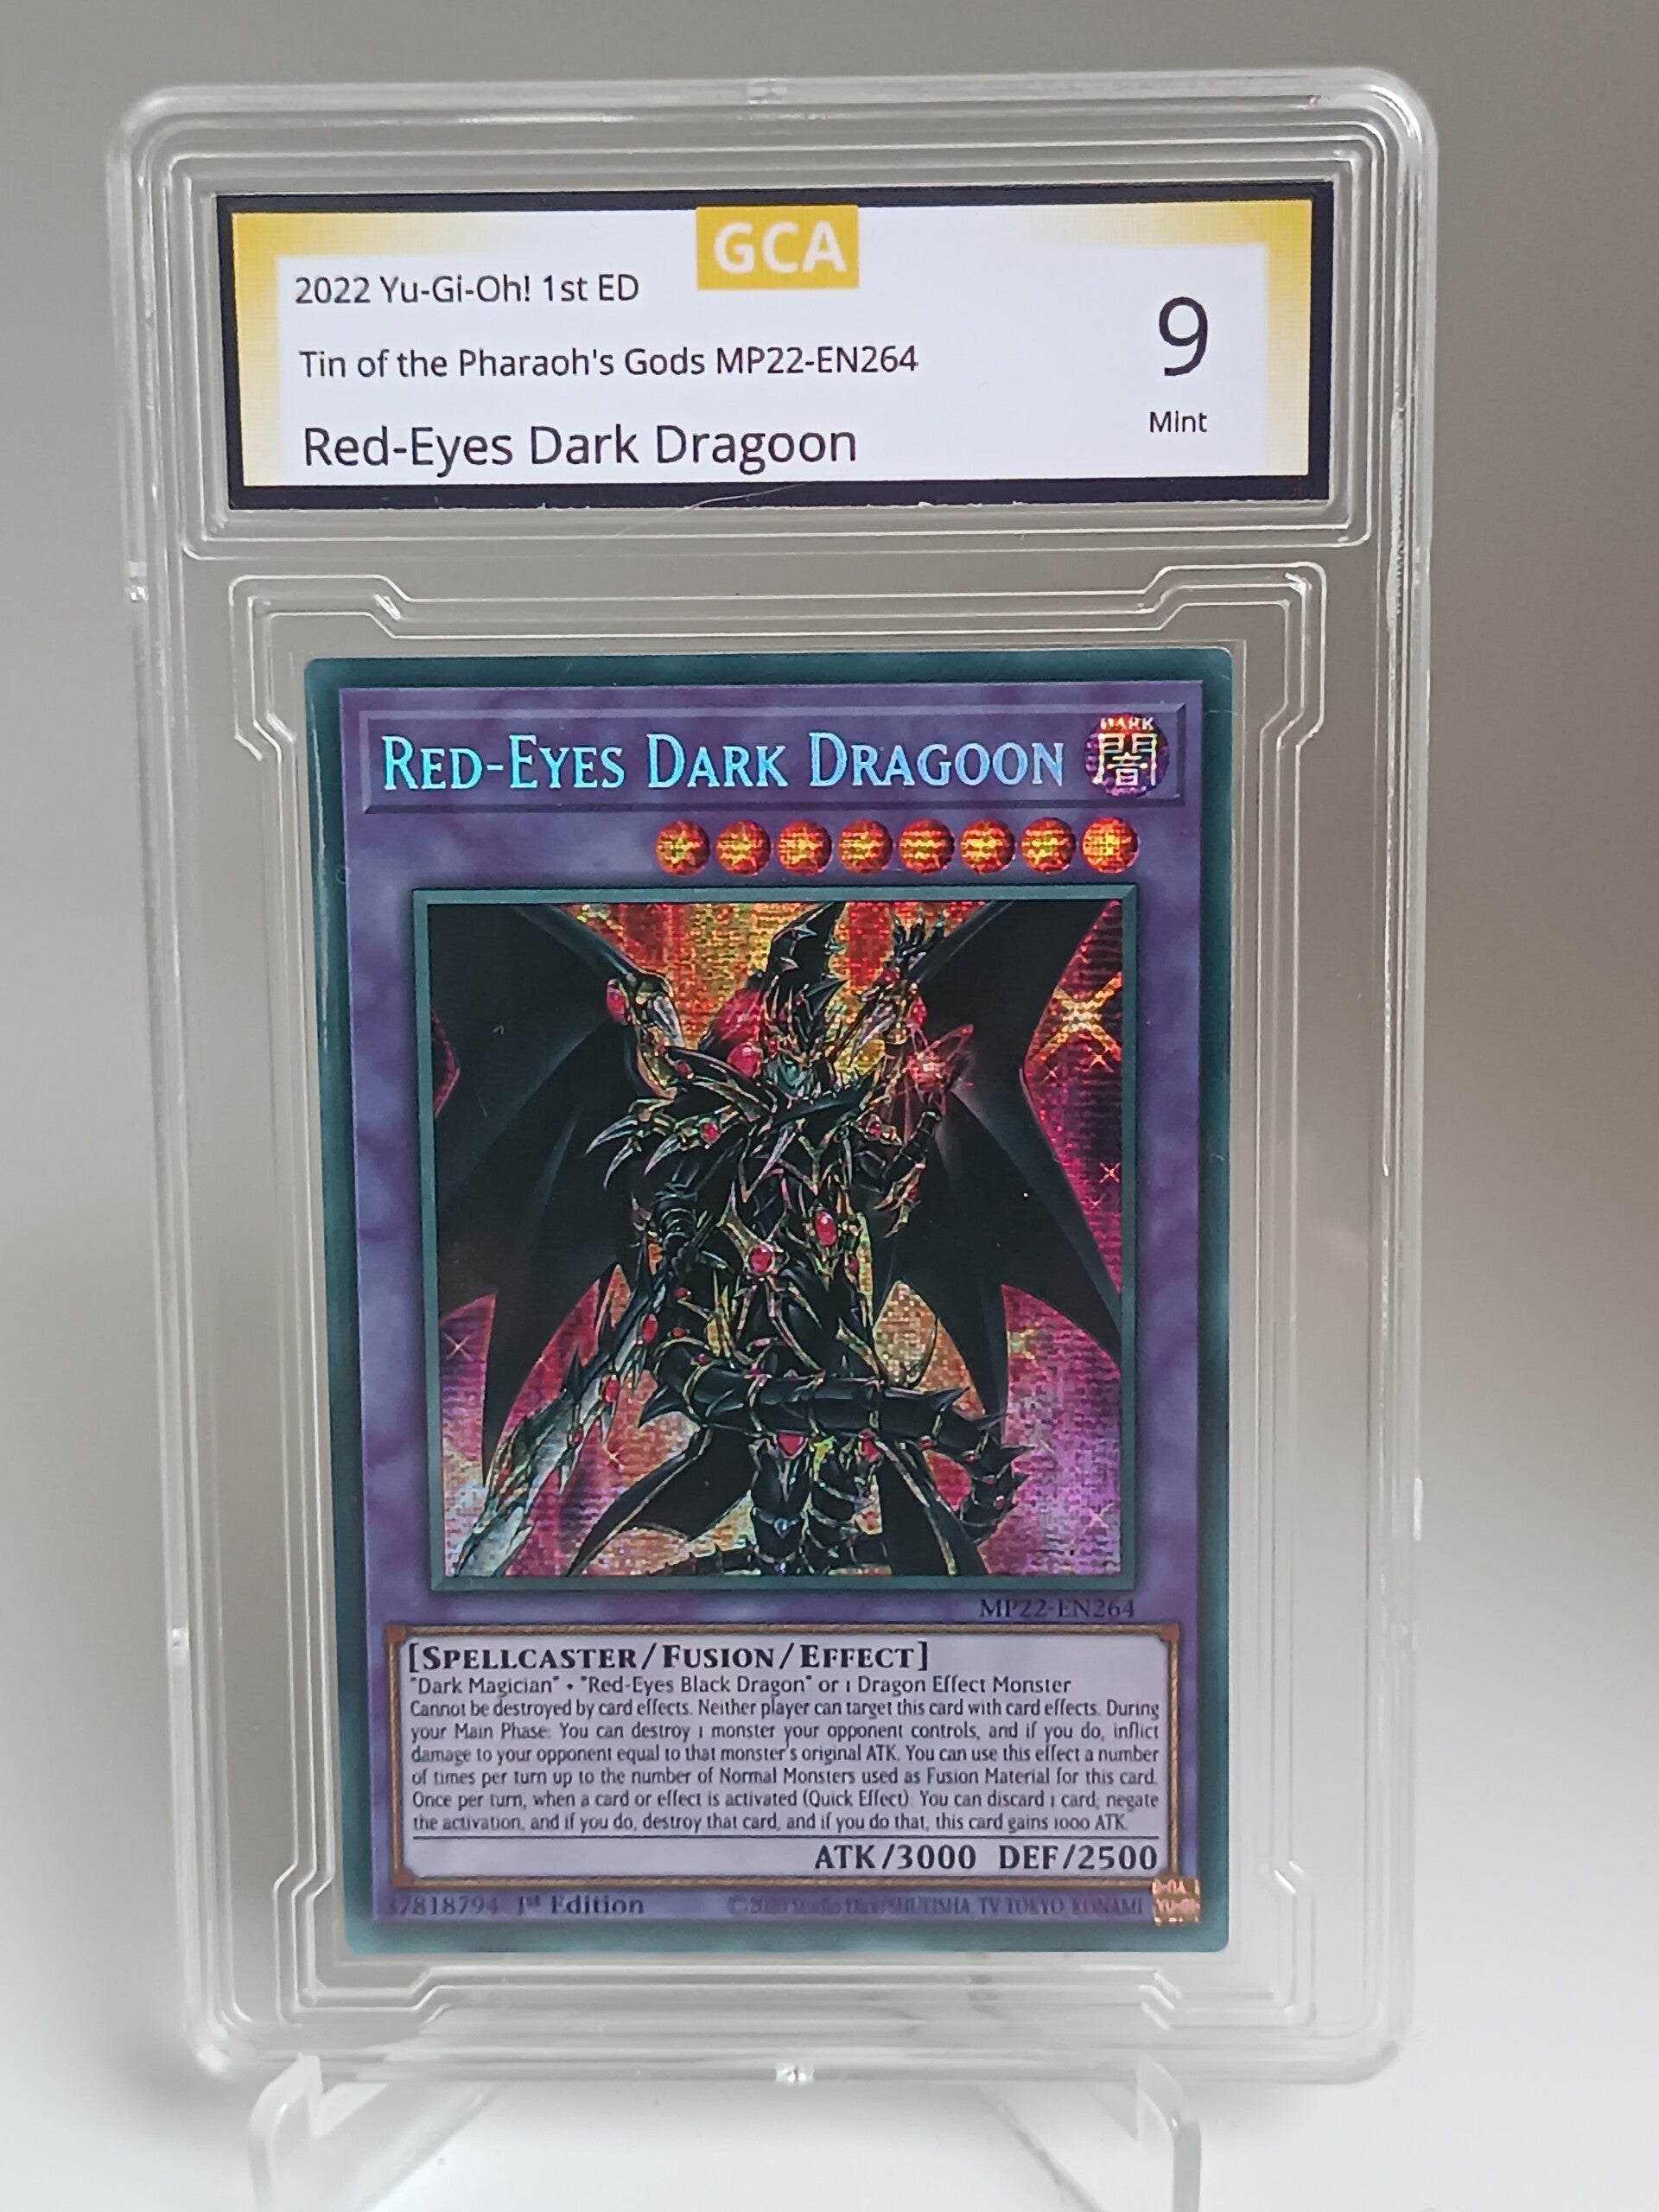 GCA
2022 Yu-Gi-Oh! 1st ED
Tin of the Pharaoh's Gods MP22-EN264
Red-Eyes Dark Dragoon
9
Mint
RED-EYES DARK DRAGOON
DARK
闇
MP22-EN264
[SPELLCASTER/FUSION/EFFECT]
"Dark Magician" • "Red-Eyes Black Dragon" or 1 Dragon Effect Monster
Cannot be destroyed by card effects. Neither player can target this card with card effects. During
your Main Phase: You can destroy 1 monster your opponent controls, and if you do, inflict
damage to your opponent equal to that monster's original ATK. You can use this effect a number
of times per turn up to the number of Normal Monsters used as Fusion Material for this card.
Once per turn, when a card or effect is activated (Quick Effect): You can discard 1 card; negate
the activation, and if you do, destroy that card, and if you do that, this card gains 1000 ATK.
ATK/3000 DEF/2500
37818794 1st Edition
©2020 Studio Dice/SHUEISHA, TV TOKYO, KONAMI